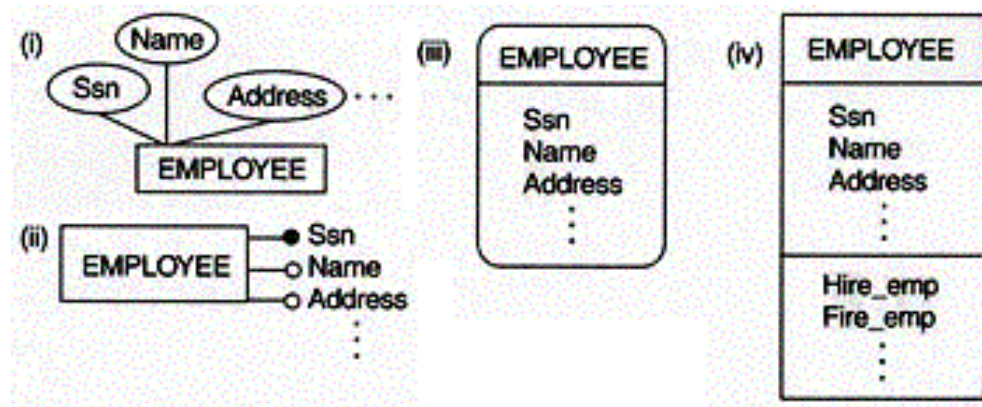 (i)
Name
Ssn
Address . . .
EMPLOYEE
(ii)
EMPLOYEE
Ssn
Name
Address
(iii)
EMPLOYEE
Ssn
Name
Address
(iv)
EMPLOYEE
Ssn
Name
Address
Hire_emp
Fire_emp